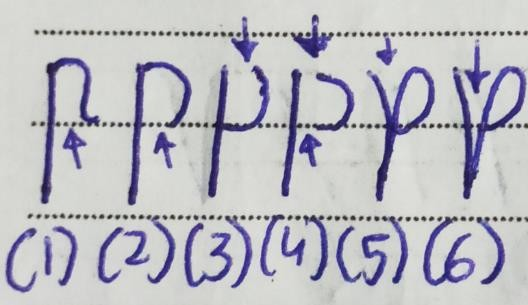 p p p p p p
(1) (2) (3) (4) (5) (6)